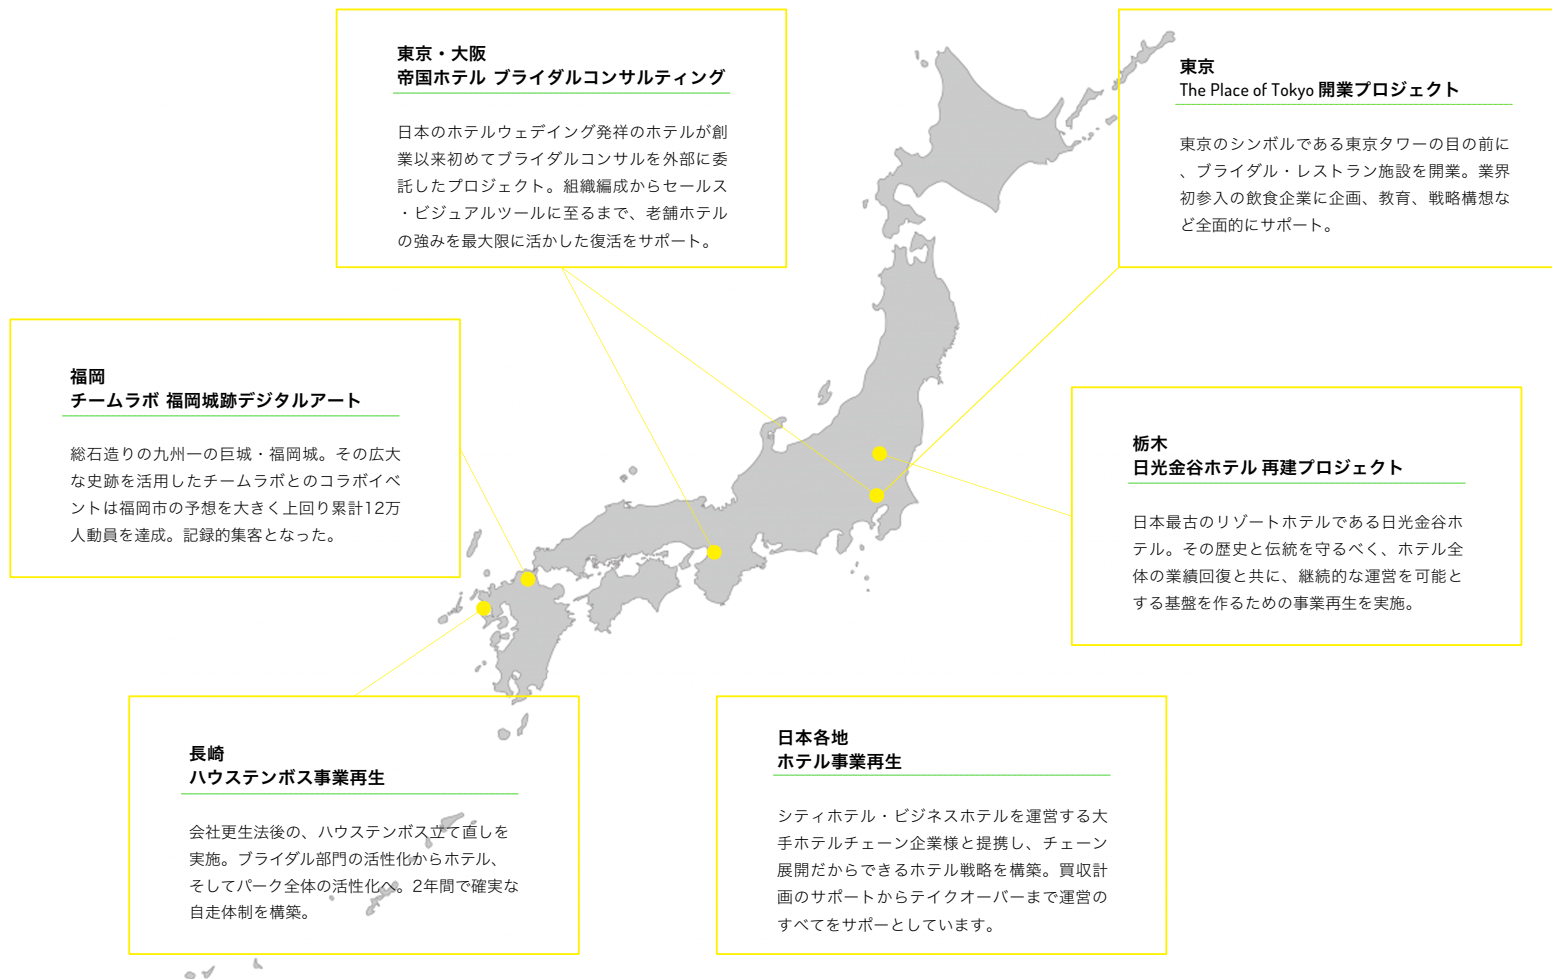 東京・大阪
帝国ホテル ブライダルコンサルティング
日本のホテルウェデイング発祥のホテルが創
業以来初めてブライダルコンサルを外部に委
託したプロジェクト。組織編成からセールス
・ビジュアルツールに至るまで、老舗ホテル
の強みを最大限に活かした復活をサポート。
東京
The Place of Tokyo 開業プロジェクト
東京のシンボルである東京タワーの目の前に
、ブライダル・レストラン施設を開業。業界
初参入の飲食企業に企画、教育、戦略構想な
ど全面的にサポート。
福岡
チームラボ 福岡城跡デジタルアート
総石造りの九州一の巨城・福岡城。その広大
な史跡を活用したチームラボとのコラボイベ
ントは福岡市の予想を大きく上回り累計12万
人動員を達成。記録的集客となった。
栃木
日光金谷ホテル 再建プロジェクト
日本最古のリゾートホテルである日光金谷ホ
テル。その歴史と伝統を守るべく、ホテル全
体の業績回復と共に、継続的な運営を可能と
する基盤を作るための事業再生を実施。
長崎
ハウステンボス事業再生
会社更生法後の、ハウステンボス立て直しを
実施。ブライダル部門の活性化からホテル、
そしてパーク全体の活性化へ。2年間で確実な
自走体制を構築。
日本各地
ホテル事業再生
シティホテル・ビジネスホテルを運営する大
手ホテルチェーン企業様と提携し、チェーン
展開だからできるホテル戦略を構築。買収計
画のサポートからテイクオーバーまで運営の
すべてをサポーとしています。